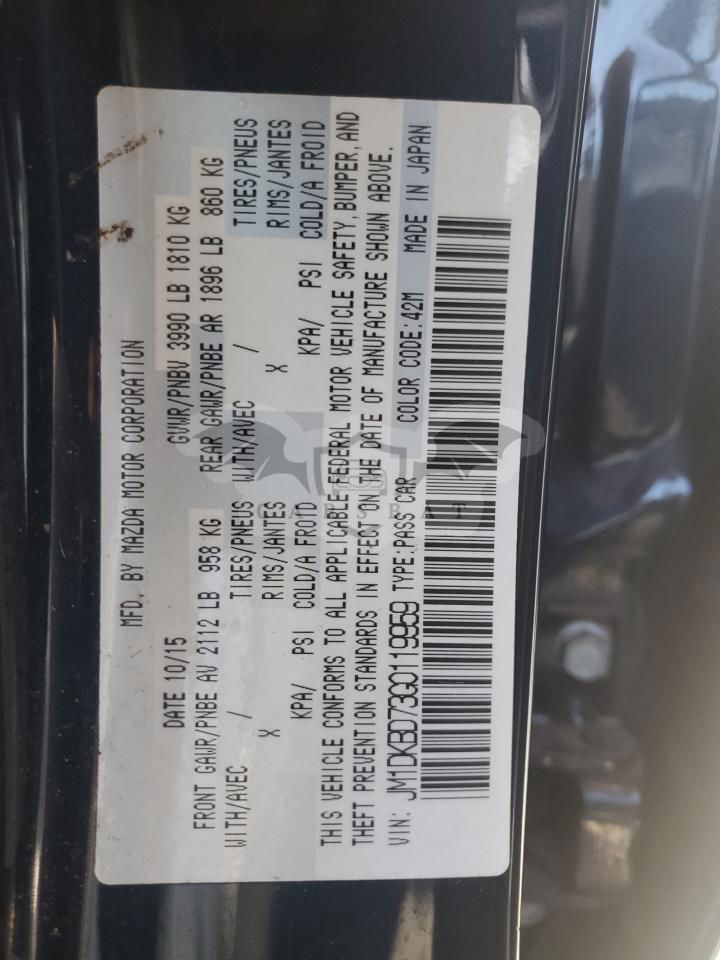 MFD. BY MAZDA MOTOR CORPORATION
DATE 10/15 GVWR/PNBV 3990 LB 1810 KG
FRONT GAWR/PNBE AV 2112 LB 958 KG REAR GAWR/PNBE AR 1896 LB 860 KG
WITH/AVEC / TIRES/PNEUS WITH/AVEC / TIRES/PNEUS
X RIMS/JANTES X RIMS/JANTES
KPA/ PSI COLD/A FROID KPA/ PSI COLD/A FROID
THIS VEHICLE CONFORMS TO ALL APPLICABLE FEDERAL MOTOR VEHICLE SAFETY, BUMPER, AND
THEFT PREVENTION STANDARDS IN EFFECT ON THE DATE OF MANUFACTURE SHOWN ABOVE.
VIN: JM1DKBD73G0119959 TYPE:PASS CAR COLOR CODE:42M MADE IN JAPAN
CARSBAT